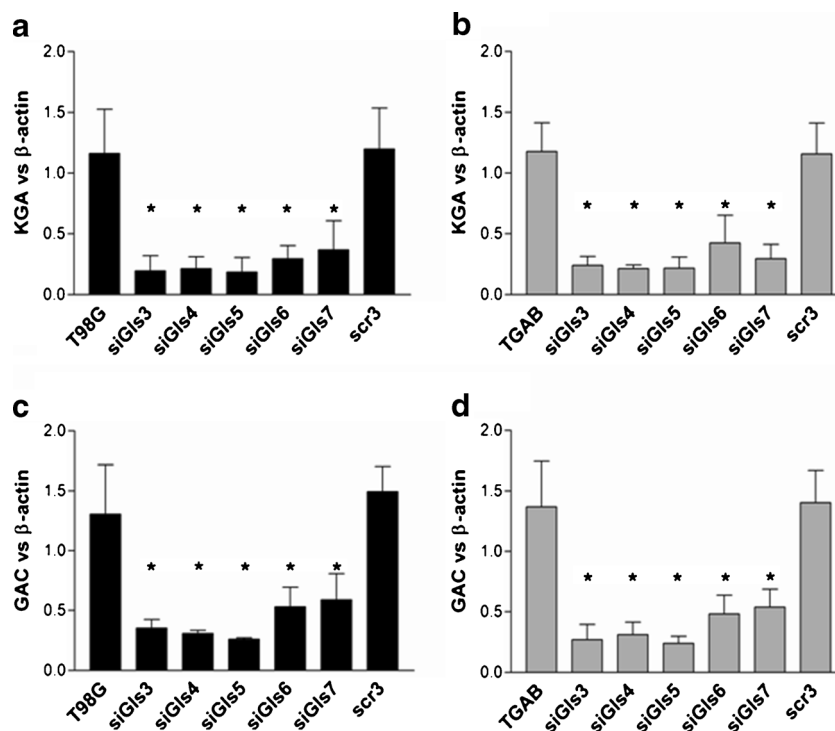 a
KGA vs β-actin
2.0
1.5
1.0
0.5
0.0
* * * * *
T98G siGls3 siGls4 siGls5 siGls6 siGls7 scr3
b
KGA vs β-actin
2.0
1.5
1.0
0.5
0.0
* * * * *
TGAB siGls3 siGls4 siGls5 siGls6 siGls7 scr3
c
GAC vs β-actin
2.0
1.5
1.0
0.5
0.0
* * * * *
T98G siGls3 siGls4 siGls5 siGls6 siGls7 scr3
d
GAC vs β-actin
2.0
1.5
1.0
0.5
0.0
* * * * *
TGAB siGls3 siGls4 siGls5 siGls6 siGls7 scr3